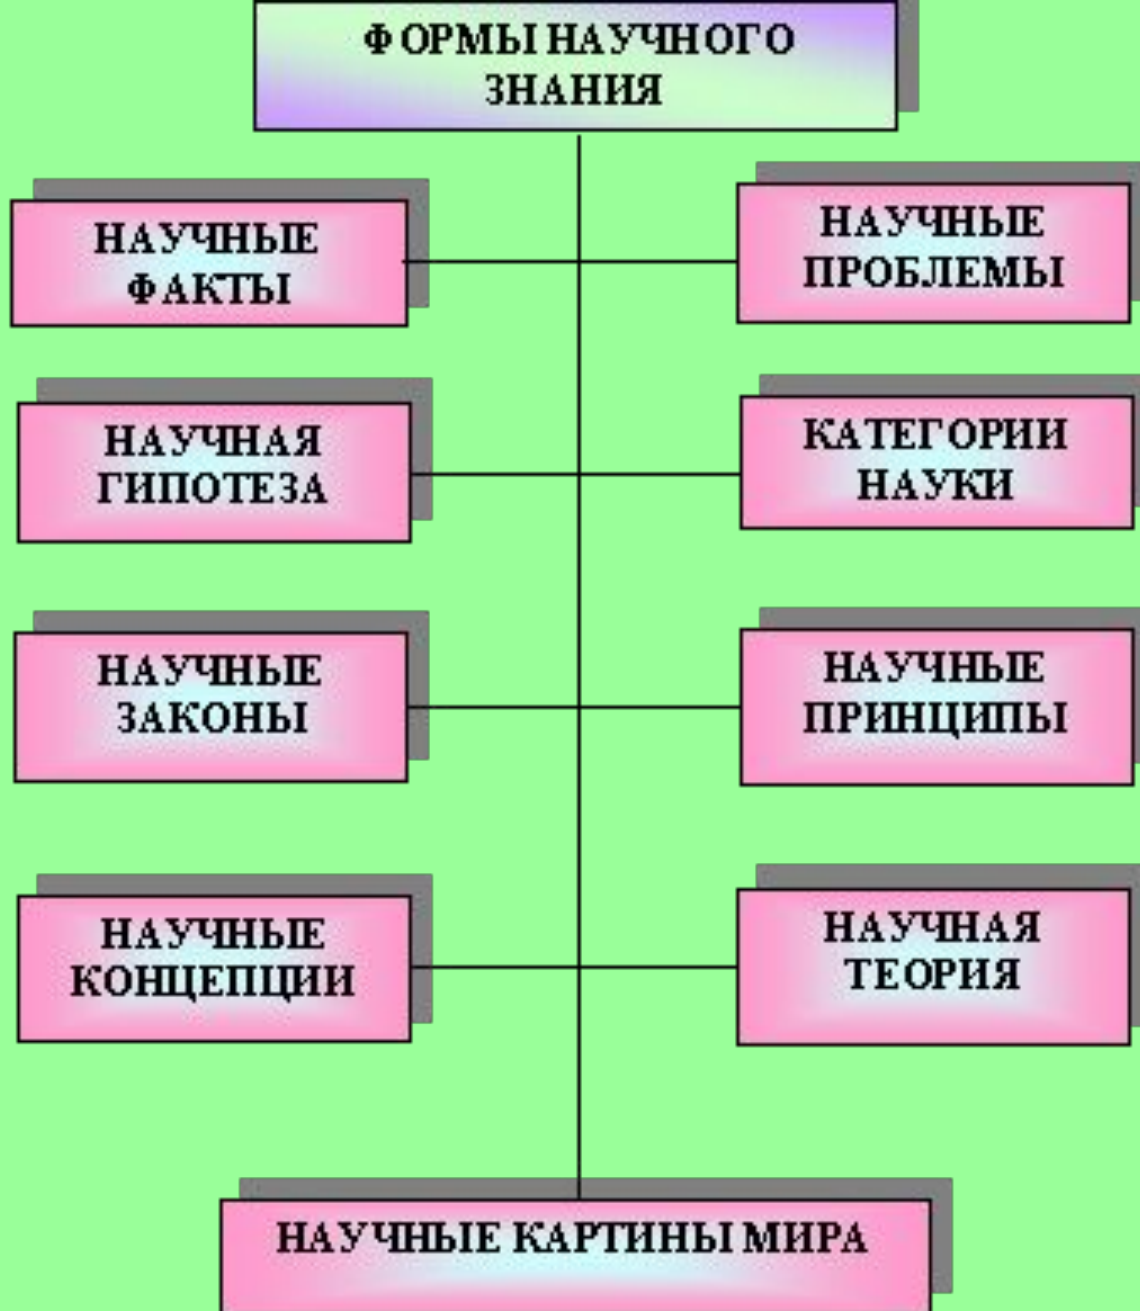 ФОРМЫ НАУЧНОГО
ЗНАНИЯ
НАУЧНЫЕ
ФАКТЫ
НАУЧНЫЕ
ПРОБЛЕМЫ
НАУЧНАЯ
ГИПОТЕЗА
КАТЕГОРИИ
НАУКИ
НАУЧНЫЕ
ЗАКОНЫ
НАУЧНЫЕ
ПРИНЦИПЫ
НАУЧНЫЕ
КОНЦЕПЦИИ
НАУЧНАЯ
ТЕОРИЯ
НАУЧНЫЕ КАРТИНЫ МИРА